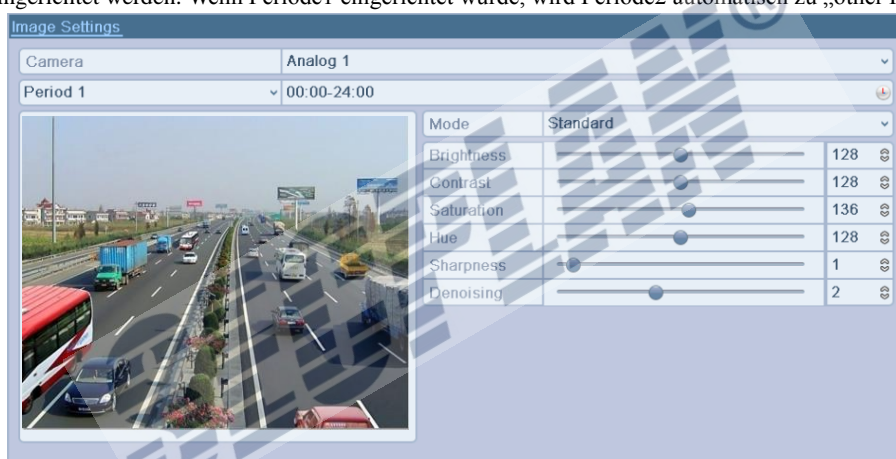 eingerichtet werden. Wenn Periode1 eingerichtet wurde, wird Periode2 automatisch zu „other
Image Settings
Camera Analog 1
Period 1 00:00-24:00
Mode Standard
Brightness 128
Contrast 128
Saturation 136
Hue 128
Sharpness 1
Denoising 2